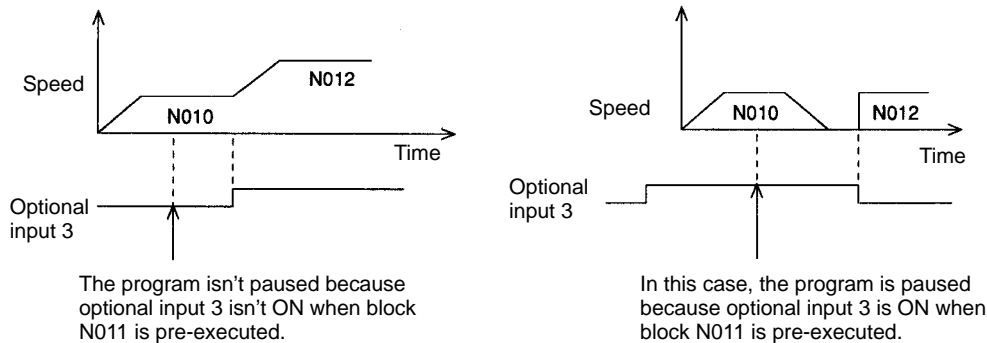 Speed
N010
N012
Time
Optional
input 3
The program isn't paused because
optional input 3 isn't ON when block
N011 is pre-executed.
Speed
N010
N012
Time
Optional
input 3
In this case, the program is paused
because optional input 3 is ON when
block N011 is pre-executed.